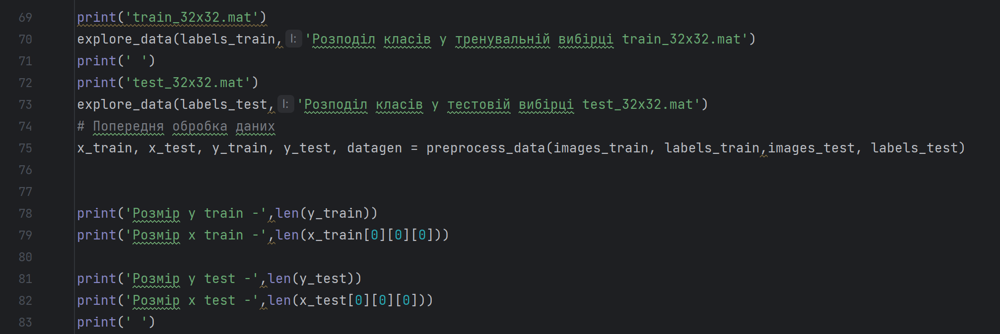 69 print('train_32x32.mat')
70 explore_data(labels_train, l: 'Розподіл класів у тренувальній вибірці train_32x32.mat')
71 print(' ')
72 print('test_32x32.mat')
73 explore_data(labels_test, l: 'Розподіл класів у тестовій вибірці test_32x32.mat')
74 # Попередня обробка даних
75 x_train, x_test, y_train, y_test, datagen = preprocess_data(images_train, labels_train,images_test, labels_test)
76
77
78 print('Розмір y train -',len(y_train))
79 print('Розмір x train -',len(x_train[0][0][0]))
80
81 print('Розмір y test -',len(y_test))
82 print('Розмір x test -',len(x_test[0][0][0]))
83 print(' ')